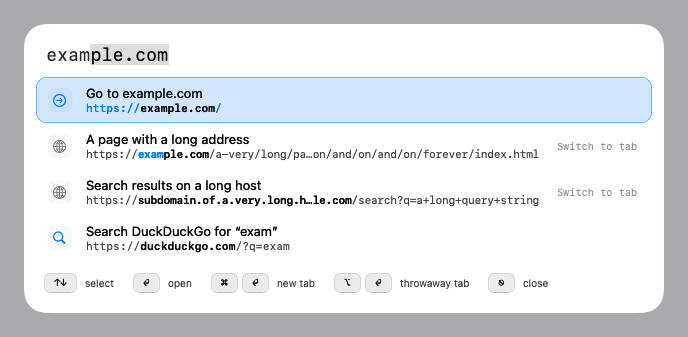 example.com
Go to example.com
https://example.com/
A page with a long address
https://example.com/a-very/long/pa…on/and/on/and/on/forever/index.html
Switch to tab
Search results on a long host
https://subdomain.of.a.very.long.h…le.com/search?q=a+long+query+string
Switch to tab
Search DuckDuckGo for “exam”
https://duckduckgo.com/?q=exam
↑↓ select ⏎ open ⌘ ⏎ new tab ⌥ ⏎ throwaway tab ⎋ close